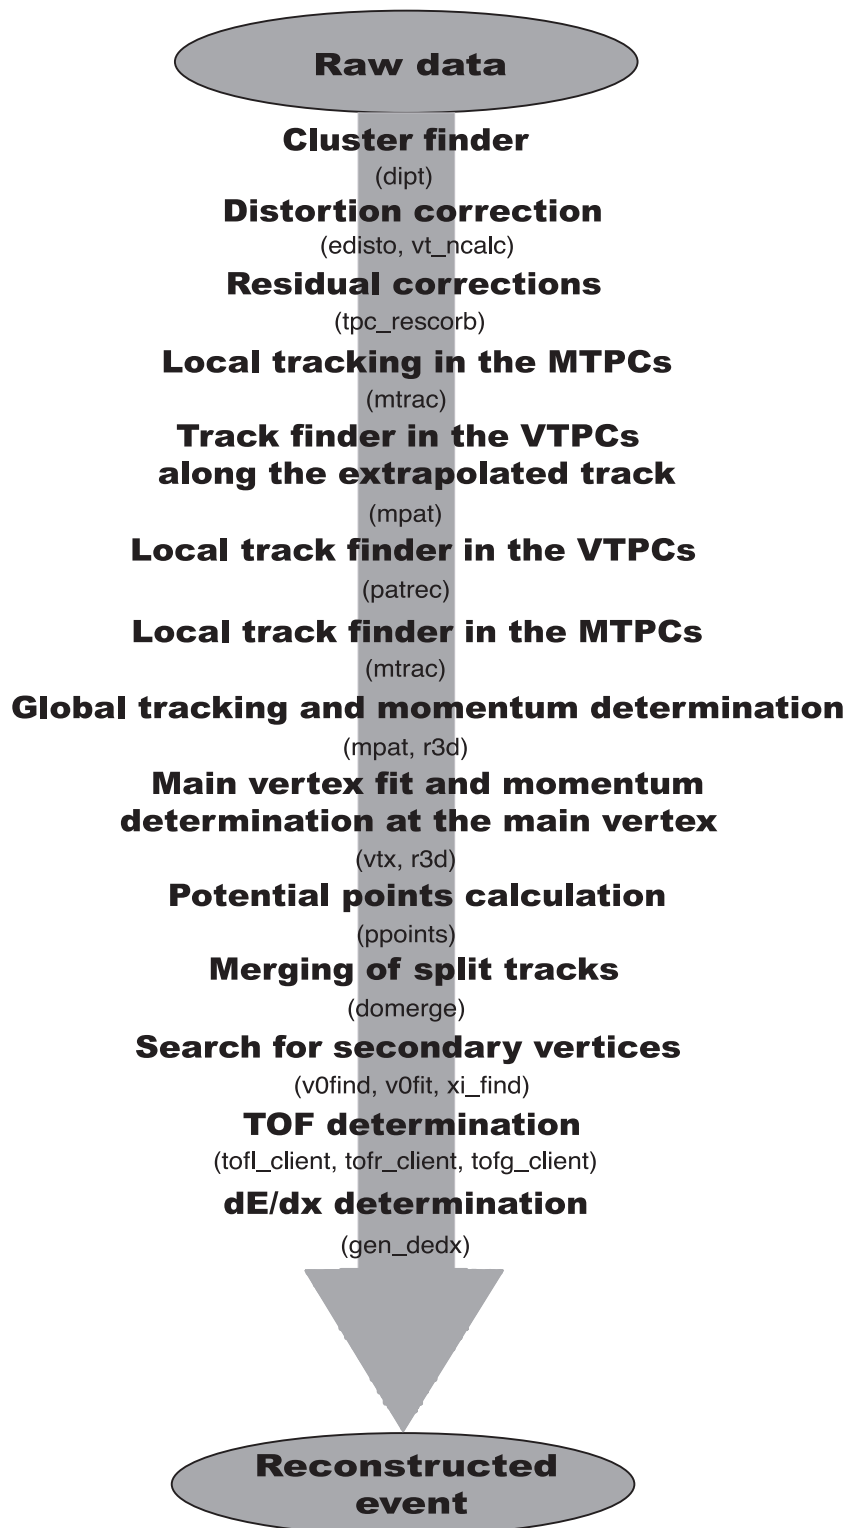 Raw data
Cluster finder
(dipt)
Distortion correction
(edisto, vt_ncalc)
Residual corrections
(tpc_rescorb)
Local tracking in the MTPCs
(mtrac)
Track finder in the VTPCs
along the extrapolated track
(mpat)
Local track finder in the VTPCs
(patrec)
Local track finder in the MTPCs
(mtrac)
Global tracking and momentum determination
(mpat, r3d)
Main vertex fit and momentum
determination at the main vertex
(vtx, r3d)
Potential points calculation
(ppoints)
Merging of split tracks
(domerge)
Search for secondary vertices
(v0find, v0fit, xi_find)
TOF determination
(tofl_client, tofr_client, tofg_client)
dE/dx determination
(gen_dedx)
Reconstructed
event